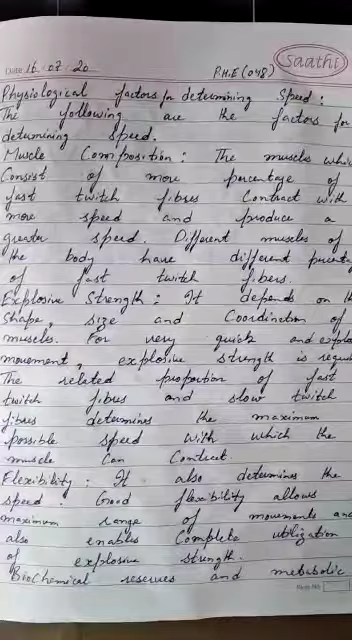 Date 16.07.20
P.H.E (048)
Saathi
Physiological factors for determining Speed:
The following are the factors for
determining speed.
Muscle Composition: The muscles which
Consist of more percentage of
fast twitch fibres Contract with
more speed and produce a
greater speed. Different muscles of
the body have different percenta
of fast twitch fibers.
Explosive Strength: It depends on th
Shape, size and Coordination of
muscles. For very quick and explo
movement, explosive strength is requi
The related proportion of fast
twitch fibres and slow twitch
fibres determines the maximum
possible speed with which the
muscle Can Contract.
Flexibility: It also determines the
speed. Good flexibility allows
maximum range of movements and
also enables Complete utilization
of explosive strength.
BioChemical reserves and metabolic
Page No.